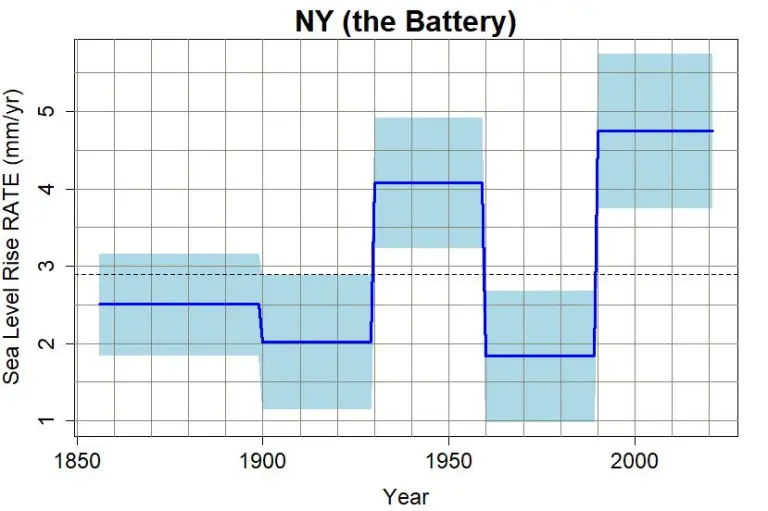 NY (the Battery)
Sea Level Rise RATE (mm/yr)
5
4
3
2
1
1850 1900 1950 2000
Year